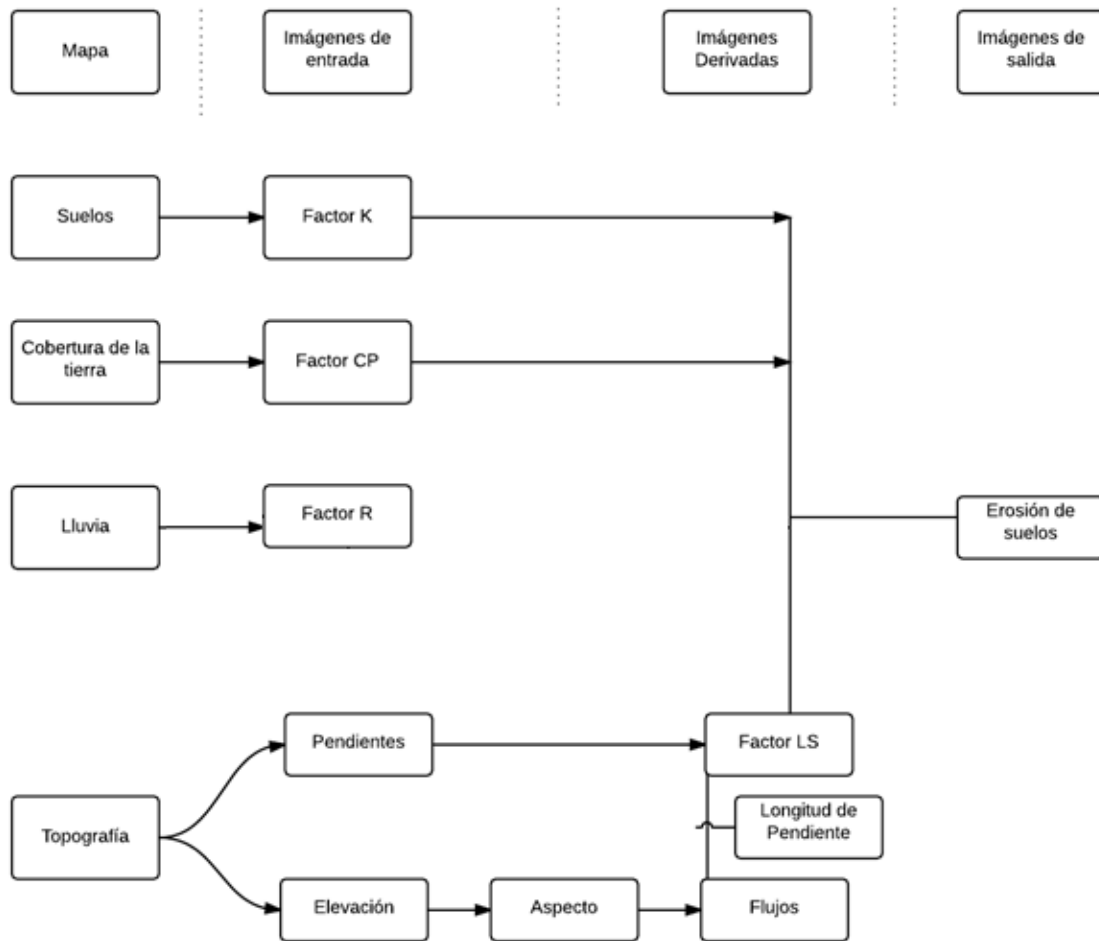 Mapa
Imágenes de
entrada
Imágenes
Derivadas
Imágenes de
salida
Suelos
Factor K
Cobertura de la
tierra
Factor CP
Lluvia
Factor R
Erosión de
suelos
Pendientes
Factor LS
Topografía
Longitud de
Pendiente
Elevación
Aspecto
Flujos